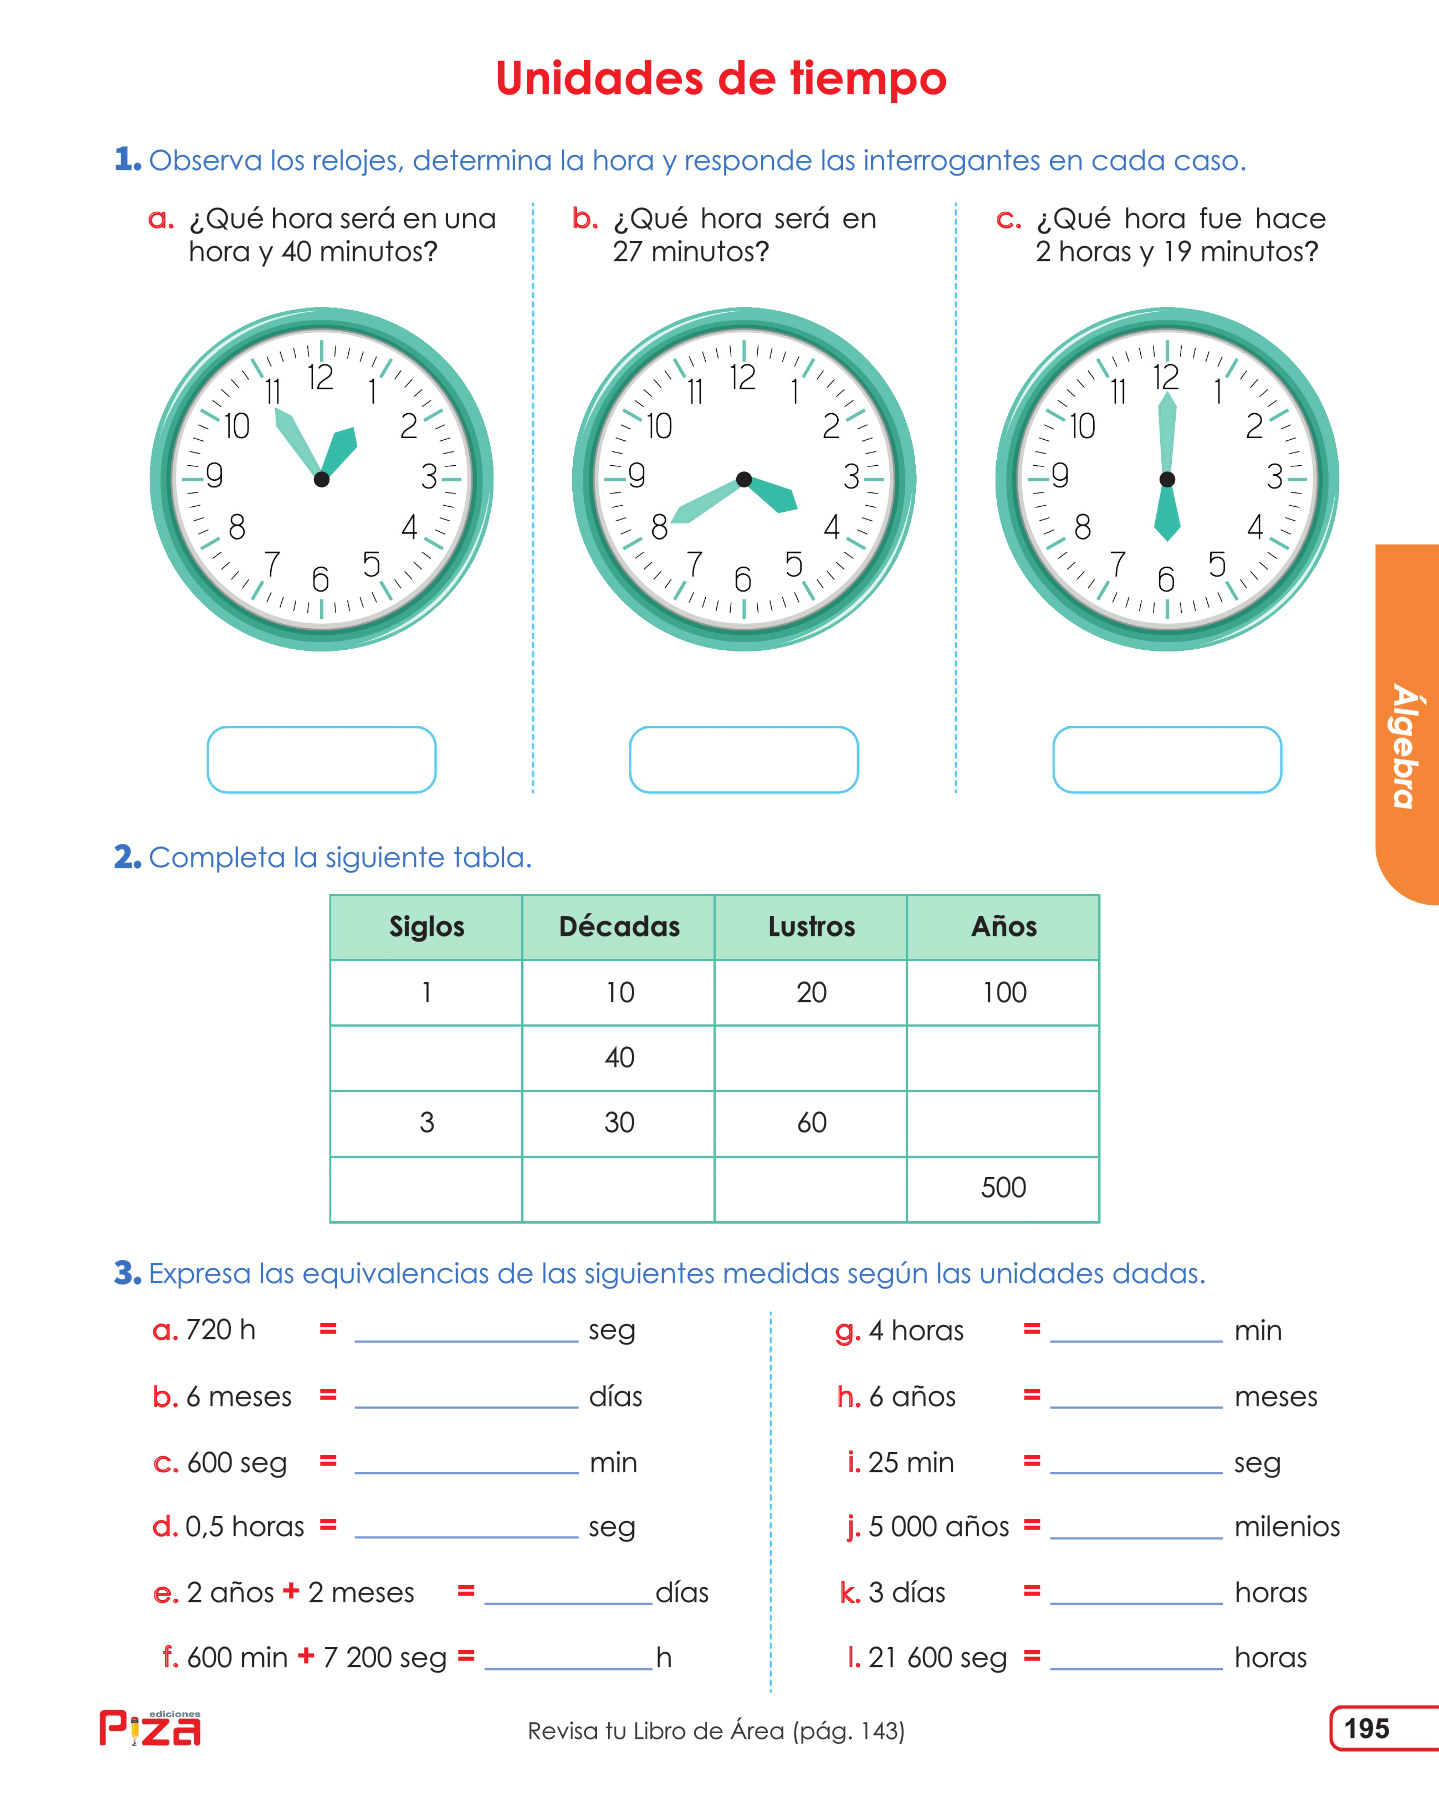 Unidades de tiempo
1. Observa los relojes, determina la hora y responde las interrogantes en cada caso.
a. ¿Qué hora será en una
hora y 40 minutos?
b. ¿Qué hora será en
27 minutos?
c. ¿Qué hora fue hace
2 horas y 19 minutos?
12 1 2 3 4 5 6 7 8 9 10 11
12 1 2 3 4 5 6 7 8 9 10 11
12 1 2 3 4 5 6 7 8 9 10 11
Álgebra
2. Completa la siguiente tabla.
Siglos Décadas Lustros Años
1 10 20 100
40
3 30 60
500
3. Expresa las equivalencias de las siguientes medidas según las unidades dadas.
a. 720 h = ____________ seg
b. 6 meses = ____________ días
c. 600 seg = ____________ min
d. 0,5 horas = ____________ seg
e. 2 años + 2 meses = _________ días
f. 600 min + 7 200 seg = _________ h
g. 4 horas = _________ min
h. 6 años = _________ meses
i. 25 min = _________ seg
j. 5 000 años = _________ milenios
k. 3 días = _________ horas
l. 21 600 seg = _________ horas
ediciones
Piza
Revisa tu Libro de Área (pág. 143)
195